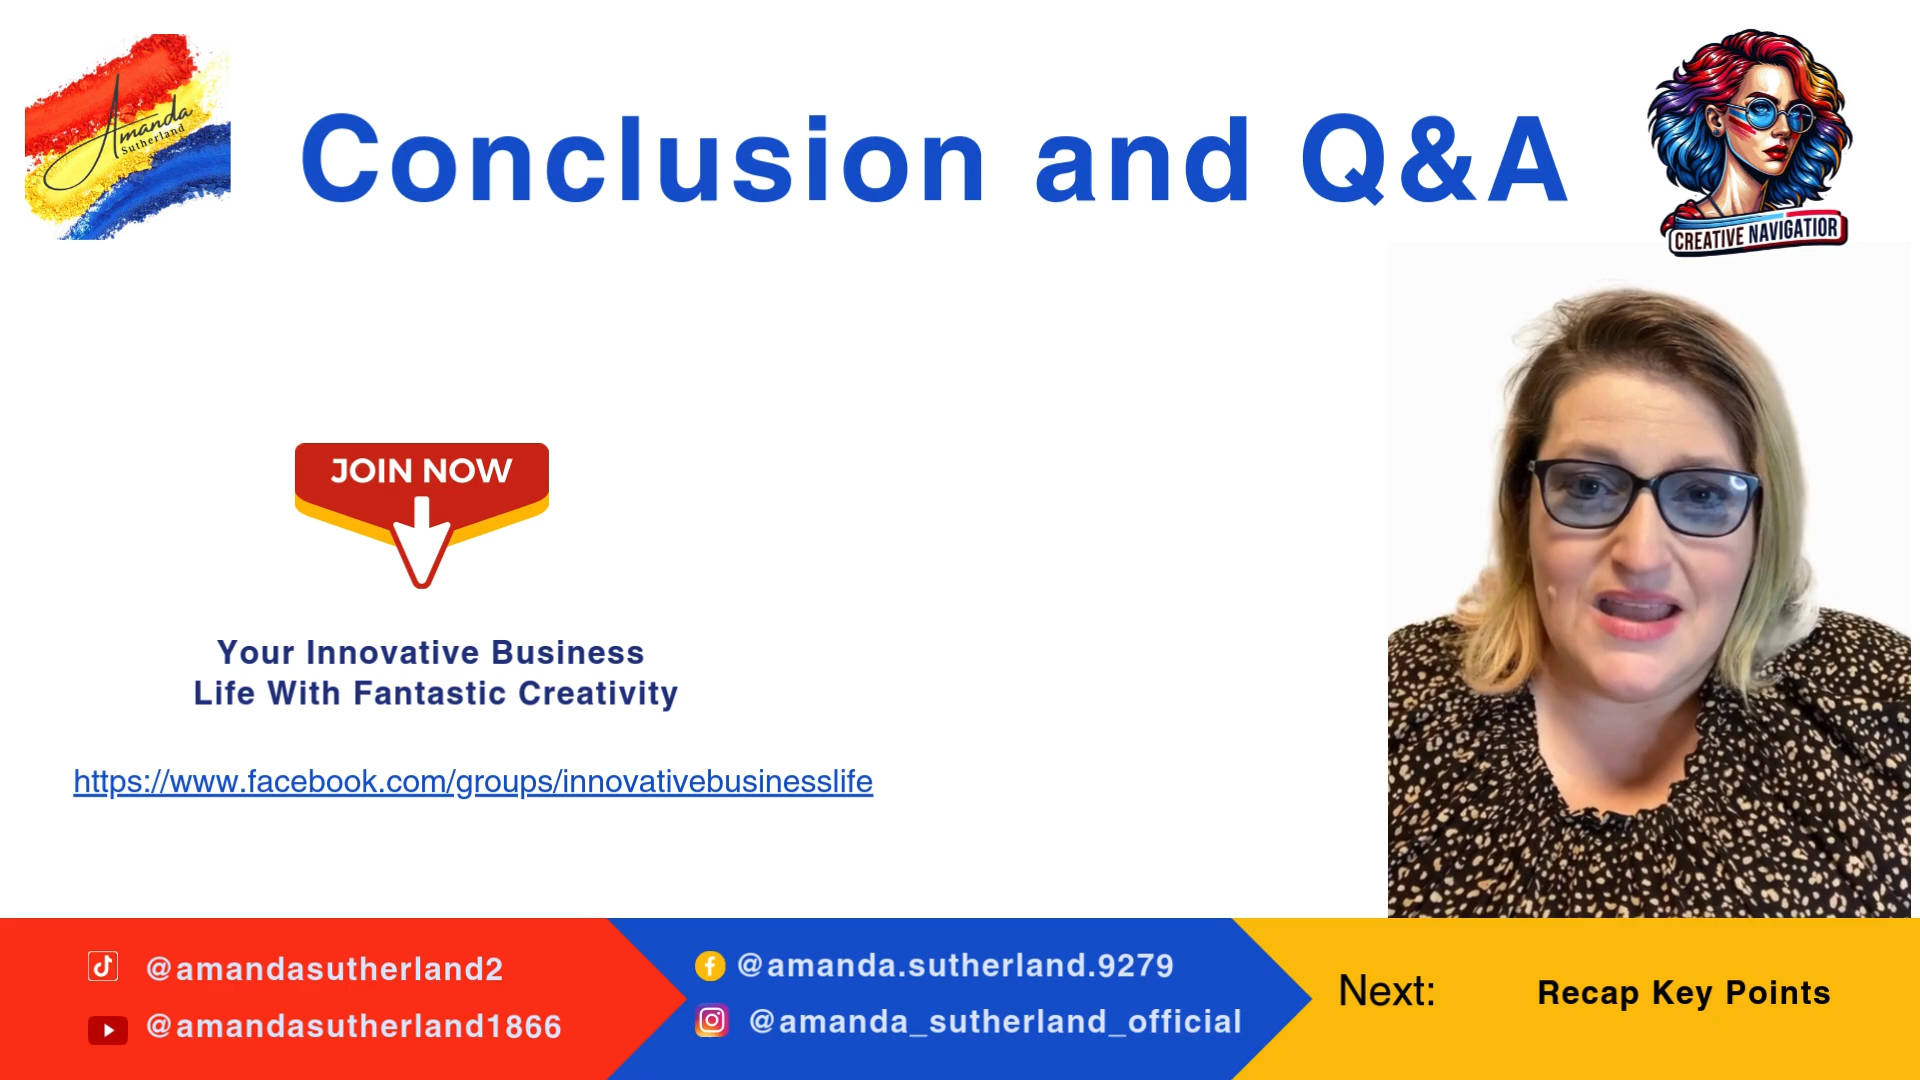 Amanda
Sutherland
Conclusion and Q&A
CREATIVE NAVIGATIOR
JOIN NOW
Your Innovative Business
Life With Fantastic Creativity
https://www.facebook.com/groups/innovativebusinesslife
@amandasutherland2
@amandasutherland1866
@amanda.sutherland.9279
@amanda_sutherland_official
Next:
Recap Key Points